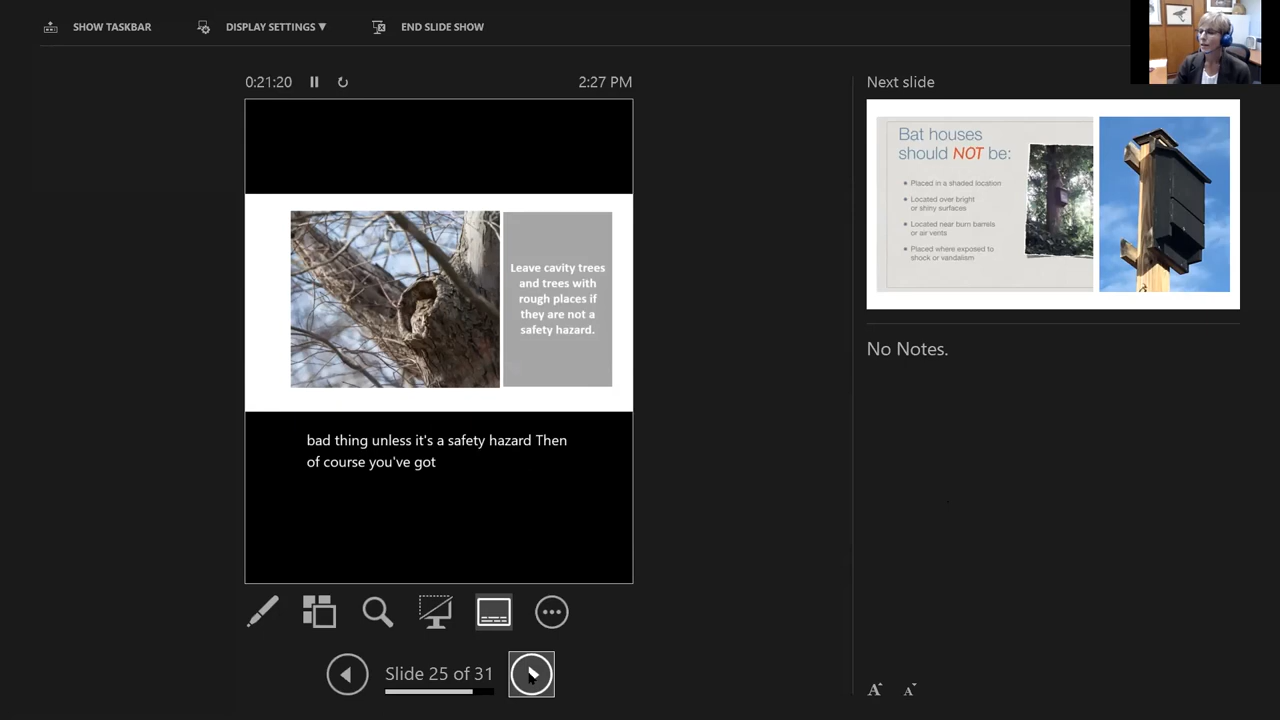 SHOW TASKBAR
DISPLAY SETTINGS ▼
END SLIDE SHOW
0:21:20
2:27 PM
Leave cavity trees
and trees with
rough places if
they are not a
safety hazard.
bad thing unless it's a safety hazard Then
of course you've got
Slide 25 of 31
Next slide
Bat houses
should NOT be:
• Placed in a shaded location
• Located over bright
or shiny surfaces
• Located near burn barrels
or air vents
• Placed where exposed to
shock or vandalism
No Notes.
A A